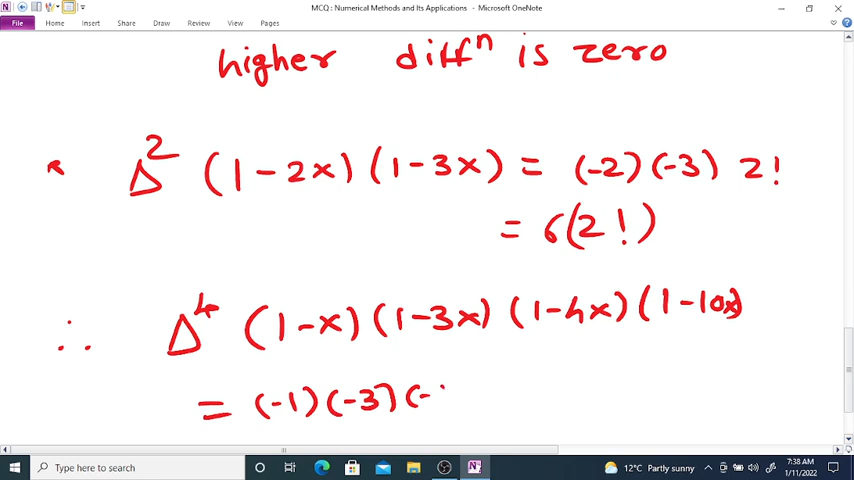 MCQ : Numerical Methods and Its Applications - Microsoft OneNote
File Home Insert Share Draw History Review View Pages
higher diffⁿ is zero
Δ² (1-2x)(1-3x) = (-2)(-3) 2!
= 6(2!)
∴ Δ⁴ (1-x)(1-3x)(1-4x)(1-10x)
= (-1)(-3)(-
Type here to search
12°C Partly sunny
7:38 AM
1/11/2022